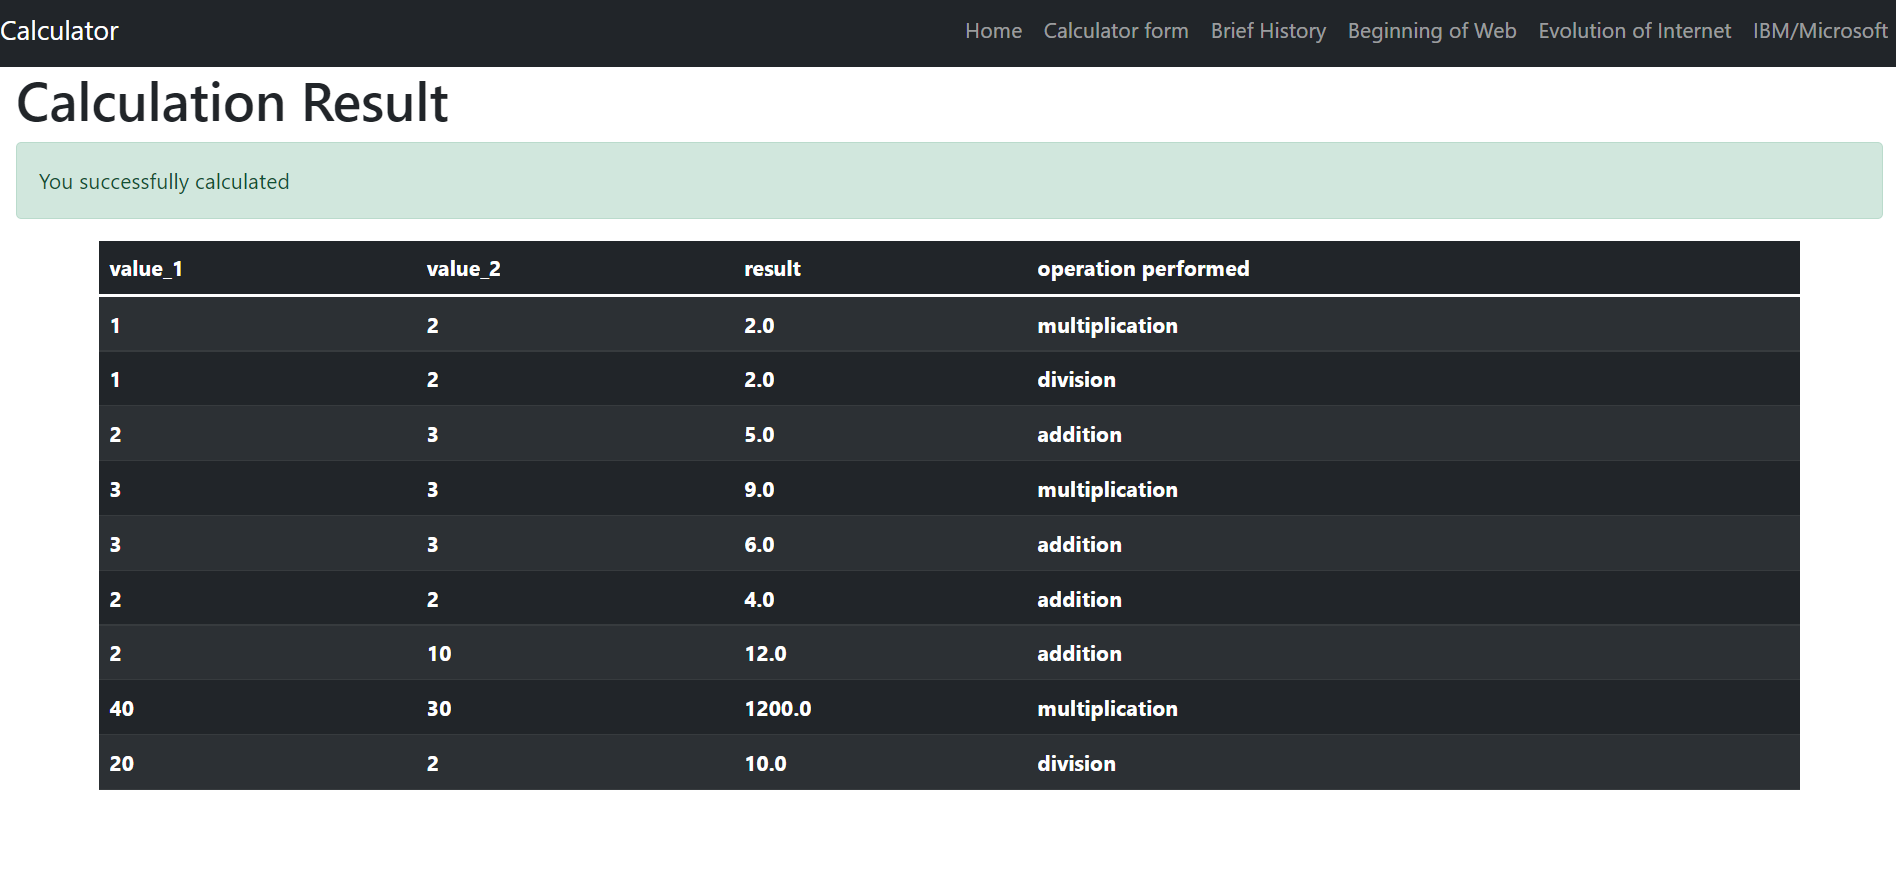 Calculator Home Calculator form Brief History Beginning of Web Evolution of Internet IBM/Microsoft
Calculation Result
You successfully calculated
value_1 value_2 result operation performed
1 2 2.0 multiplication
1 2 2.0 division
2 3 5.0 addition
3 3 9.0 multiplication
3 3 6.0 addition
2 2 4.0 addition
2 10 12.0 addition
40 30 1200.0 multiplication
20 2 10.0 division